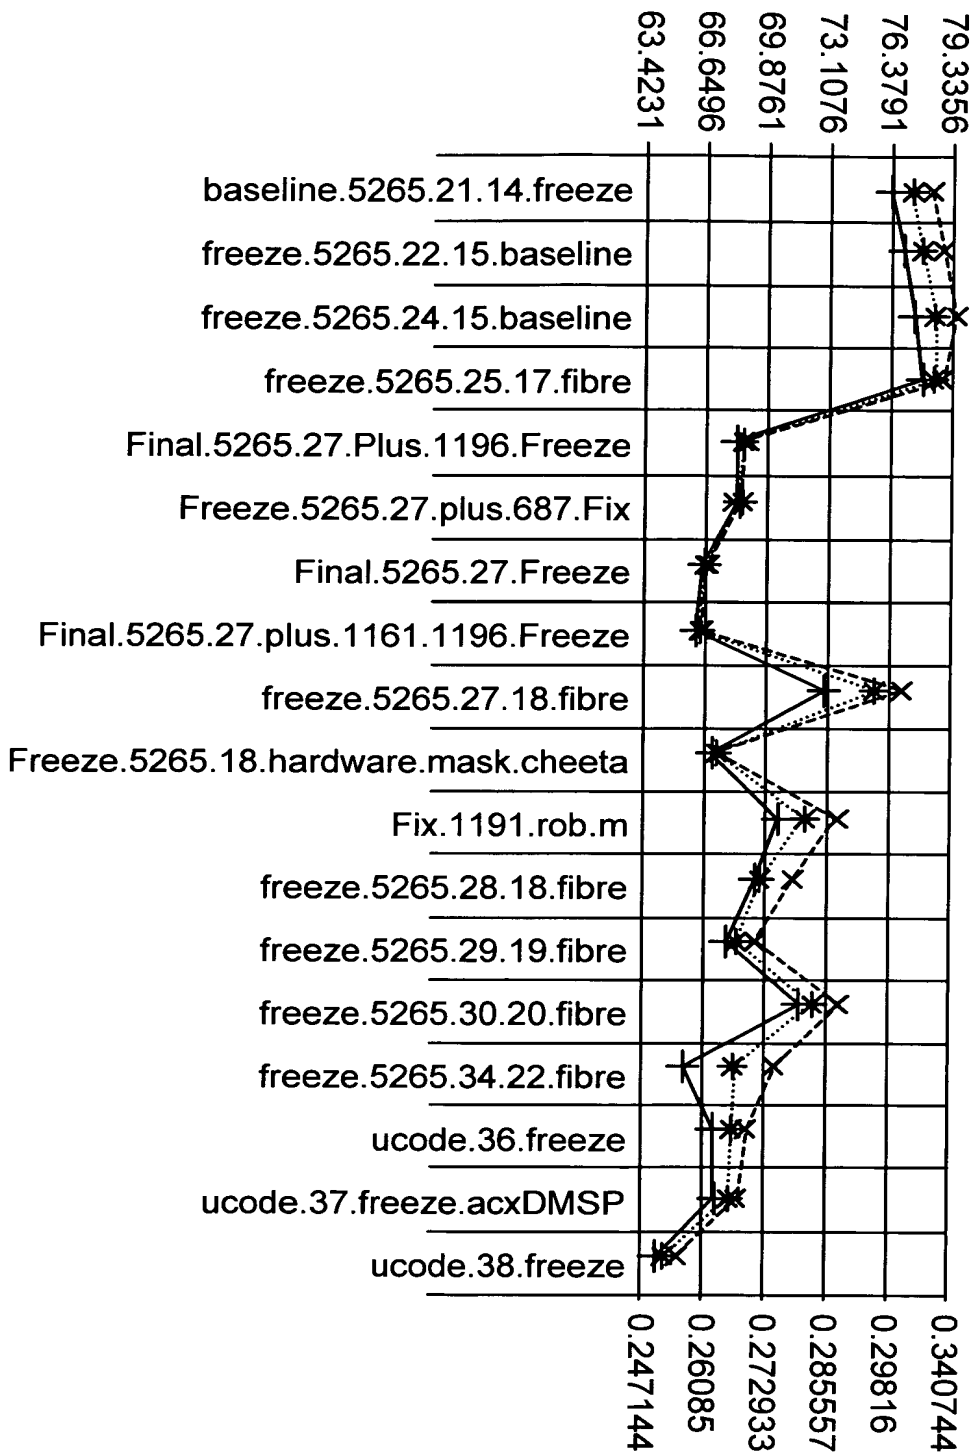 63.4231
66.6496
69.8761
73.1076
76.3791
79.3356
baseline.5265.21.14.freeze
freeze.5265.22.15.baseline
freeze.5265.24.15.baseline
freeze.5265.25.17.fibre
Final.5265.27.Plus.1196.Freeze
Freeze.5265.27.plus.687.Fix
Final.5265.27.Freeze
Final.5265.27.plus.1161.1196.Freeze
freeze.5265.27.18.fibre
Freeze.5265.18.hardware.mask.cheeta
Fix.1191.rob.m
freeze.5265.28.18.fibre
freeze.5265.29.19.fibre
freeze.5265.30.20.fibre
freeze.5265.34.22.fibre
ucode.36.freeze
ucode.37.freeze.acxDMSP
ucode.38.freeze
0.247144
0.26085
0.272933
0.285557
0.29816
0.340744